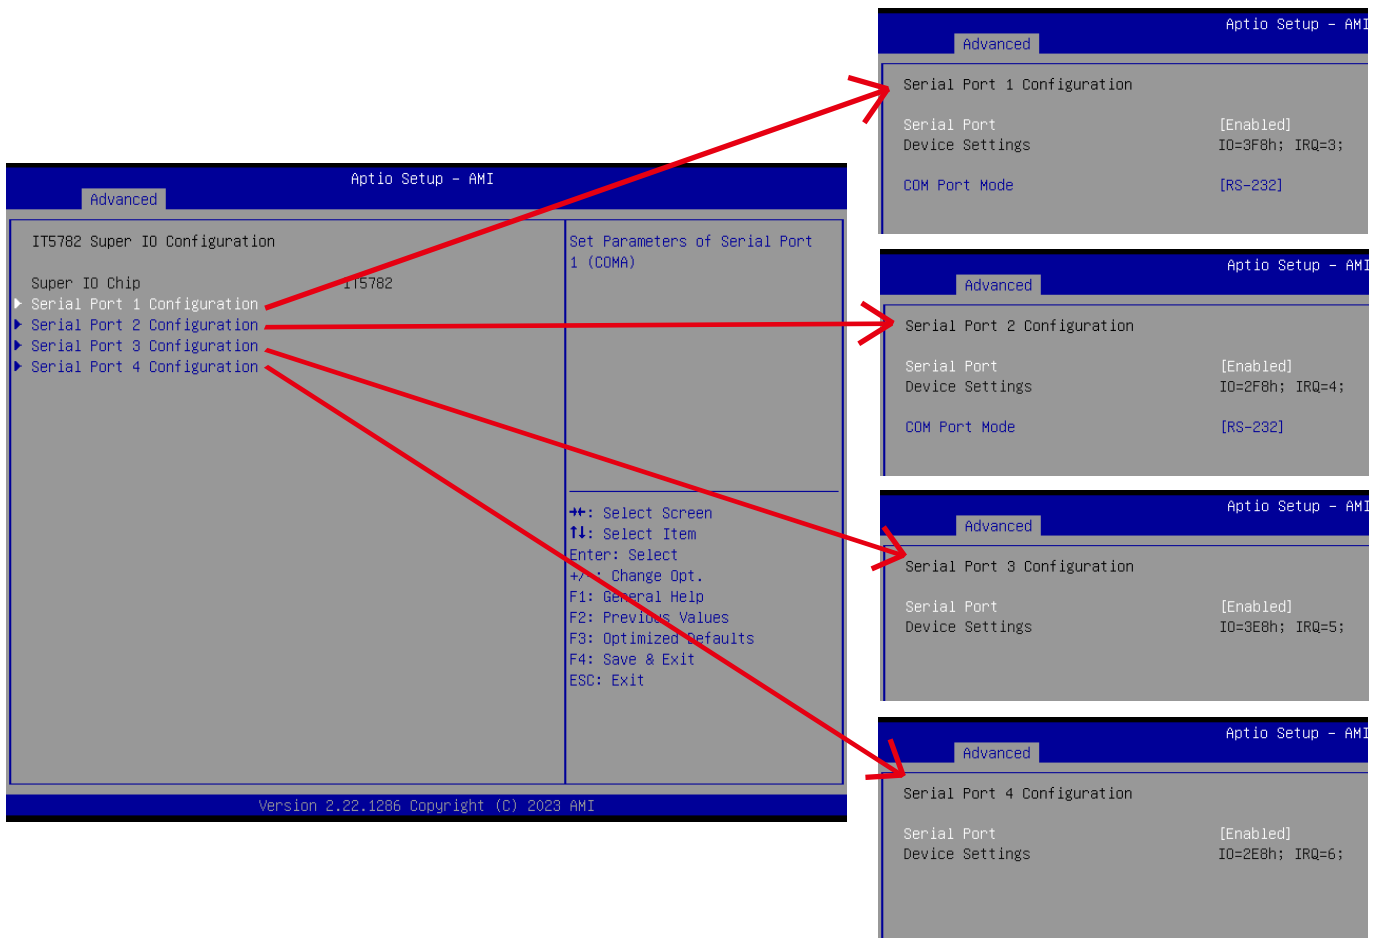 Aptio Setup - AMI
Advanced
IT5782 Super IO Configuration
Super IO Chip IT5782
Serial Port 1 Configuration
Serial Port 2 Configuration
Serial Port 3 Configuration
Serial Port 4 Configuration
Set Parameters of Serial Port
1 (COMA)
→←: Select Screen
↑↓: Select Item
Enter: Select
+/-: Change Opt.
F1: General Help
F2: Previous Values
F3: Optimized Defaults
F4: Save & Exit
ESC: Exit
Version 2.22.1286 Copyright (C) 2023 AMI
Aptio Setup - AMI
Advanced
Serial Port 1 Configuration
Serial Port [Enabled]
Device Settings IO=3F8h; IRQ=3;
COM Port Mode [RS-232]
Aptio Setup - AMI
Advanced
Serial Port 2 Configuration
Serial Port [Enabled]
Device Settings IO=2F8h; IRQ=4;
COM Port Mode [RS-232]
Aptio Setup - AMI
Advanced
Serial Port 3 Configuration
Serial Port [Enabled]
Device Settings IO=3E8h; IRQ=5;
Aptio Setup - AMI
Advanced
Serial Port 4 Configuration
Serial Port [Enabled]
Device Settings IO=2E8h; IRQ=6;